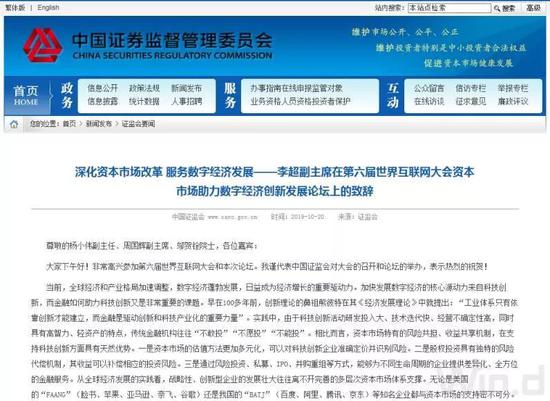 繁体版 | English
站内搜索： 本站点检索 搜索 | 高级
中国证券监督管理委员会
CHINA SECURITIES REGULATORY COMMISSION
维护市场公开、公平、公正
维护投资者特别是中小投资者合法权益
促进资本市场健康发展
首页 HOME
政务 信息公开 政策法规 新闻发布
信息披露 统计数据 人事招聘
服务 办事指南 在线申报 监管对象
业务资格 人员资格 投资者保护
互动 公众留言 信访专栏 举报专栏
在线访谈 征求意见 廉政评议
您的位置：首页 > 新闻发布 > 证监会要闻
深化资本市场改革 服务数字经济发展——李超副主席在第六届世界互联网大会资本
市场助力数字经济创新发展论坛上的致辞
中国证监会 www.csrc.gov.cn 时间：2019-10-20 来源：证监会
尊敬的杨小伟副主任、周国辉副主席、邬贺铨院士，各位嘉宾：
大家下午好！非常高兴参加第六届世界互联网大会和本次论坛。我谨代表中国证监会对大会的召开和论坛的举办，表示热烈的祝贺！
当前，全球经济和产业格局加速调整，数字经济蓬勃发展，日益成为经济增长的重要驱动力。加快发展数字经济的核心源动力来自科技创
新，而金融如何助力科技创新又是非常重要的课题。早在100多年前，创新理论的鼻祖熊彼特在其《经济发展理论》中就提出：“工业体系只有依
靠创新才能建立，而金融是驱动创新和科技产业化的重要力量”。实践中，由于科技创新活动研发投入大、技术迭代快、经营不确定性高，同时
具有高智力、轻资产的特点，传统金融机构往往“不敢投”“不愿投”“不能投”。相比而言，资本市场特有的风险共担、收益共享机制，在支
持科技创新方面具有天然优势。一是资本市场的估值方法更加多元化，可以对科技创新企业准确定价并识别风险。二是股权投资具有独特的风险
代偿机制，其收益可以补偿相应的投资风险。三是通过风险投资、私募、IPO、并购重组等方式，能够为不同生命周期的企业提供差异化、全方位
的金融服务。从全球经济发展的实践看，战略性、创新型企业的发展壮大往往离不开完善的多层次资本市场体系支撑。无论是美国
的“FAANG”（脸书、苹果、亚马逊、奈飞、谷歌）还是我国的“BATJ”（百度、阿里、腾讯、京东）等知名企业都与资本市场的支持密不可分。
Win.d